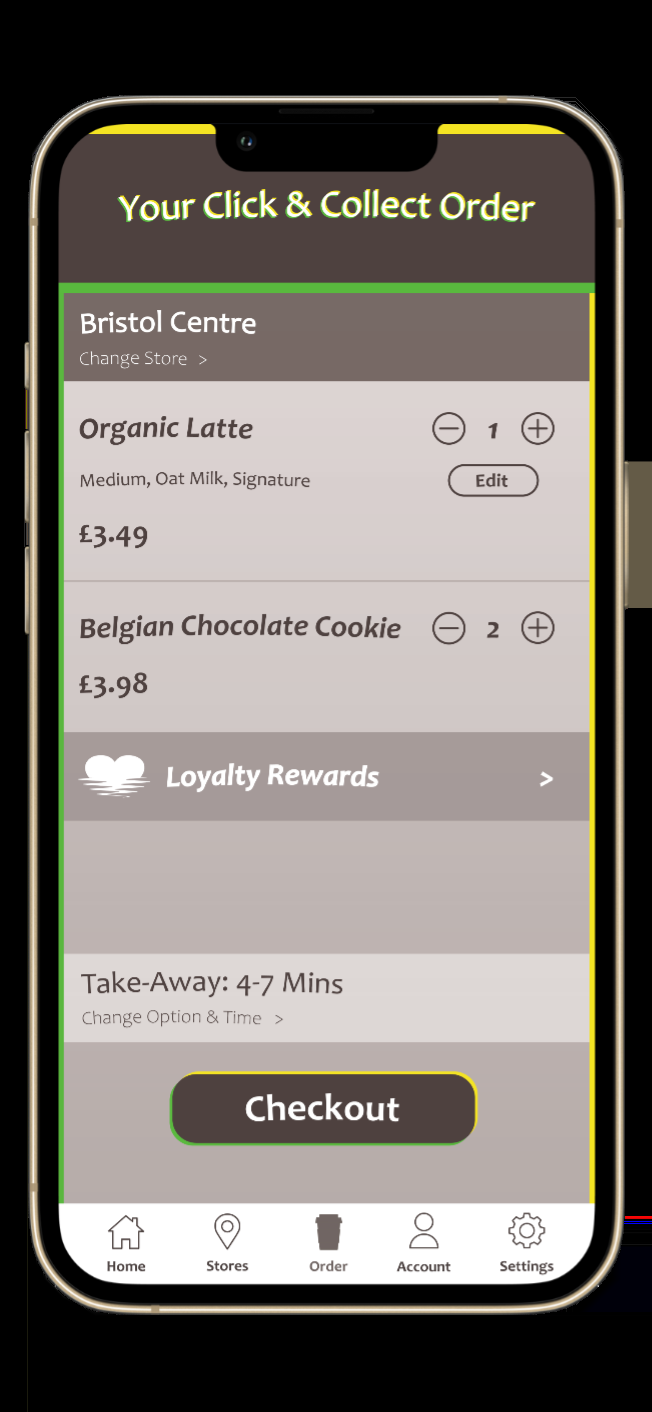 Your Click & Collect Order
Bristol Centre
Change Store >
Organic Latte 1
Medium, Oat Milk, Signature Edit
£3.49
Belgian Chocolate Cookie 2
£3.98
Loyalty Rewards >
Take-Away: 4-7 Mins
Change Option & Time >
Checkout
Home Stores Order Account Settings